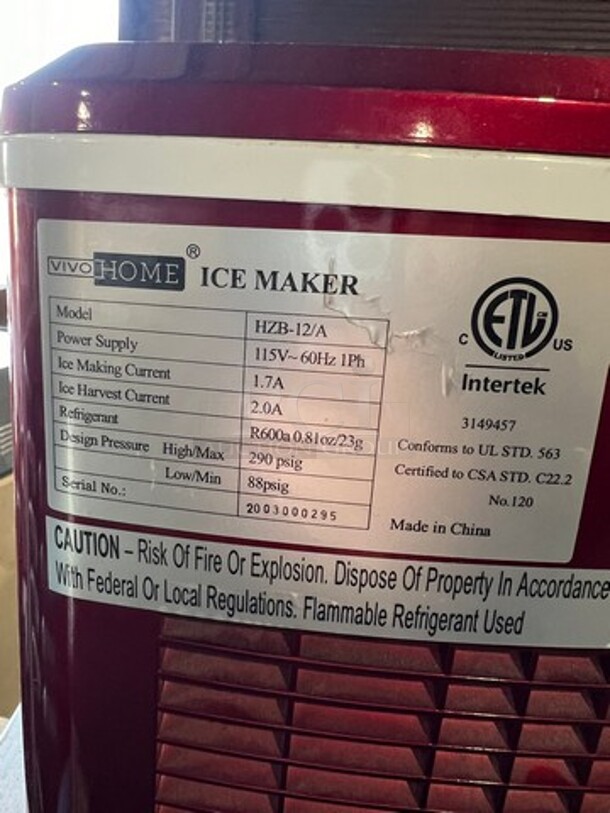 VIVO HOME ® ICE MAKER
Model HZB-12/A
Power Supply 115V~ 60Hz 1Ph
Ice Making Current 1.7A
Ice Harvest Current 2.0A
Refrigerant R600a 0.81oz/23g
Design Pressure High/Max 290 psig
Low/Min 88psig
Serial No.: 2003000295
ETL CM
LISTED
C US
Intertek
3149457
Conforms to UL STD. 563
Certified to CSA STD. C22.2
No.120
Made in China
CAUTION – Risk Of Fire Or Explosion. Dispose Of Property In Accordance
With Federal Or Local Regulations. Flammable Refrigerant Used